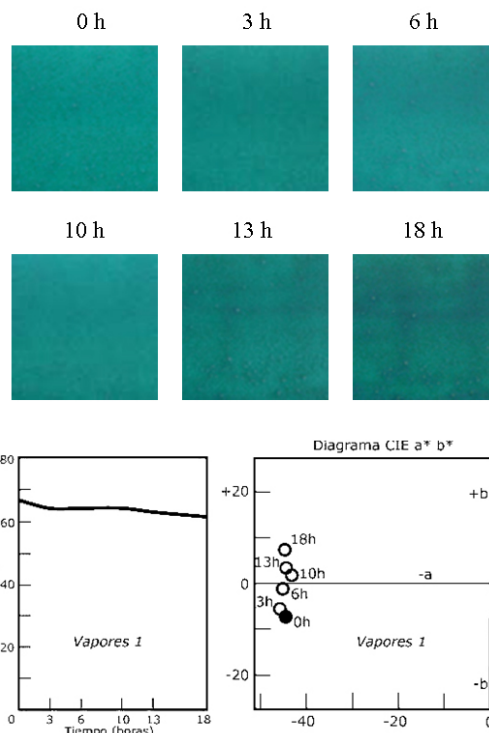 0 h 3 h 6 h
10 h 13 h 18 h
Diagrama CIE a* b*
80
60
40
20
0 3 6 10 13 18
Tiempo (horas)
Vapores 1
+20
0
-20
-40 -20 0
+b
-a
-b
18h
13h
10h
6h
3h
0h
Vapores 1